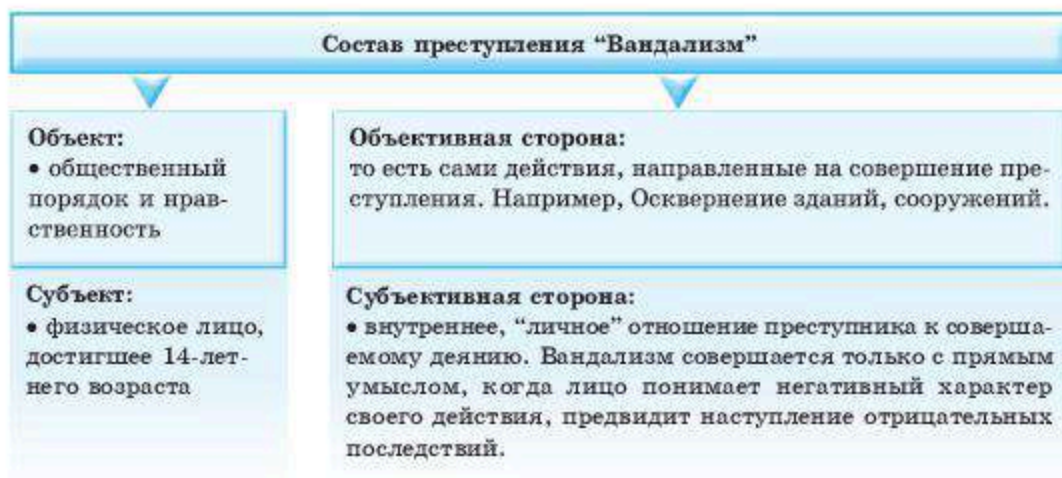 Состав преступления “Вандализм”
Объект:
• общественный
порядок и нрав-
ственность
Объективная сторона:
то есть сами действия, направленные на совершение пре-
ступления. Например, Осквернение зданий, сооружений.
Субъект:
• физическое лицо,
достигшее 14-лет-
него возраста
Субъективная сторона:
• внутреннее, “личное” отношение преступника к соверша-
емому деянию. Вандализм совершается только с прямым
умыслом, когда лицо понимает негативный характер
своего действия, предвидит наступление отрицательных
последствий.